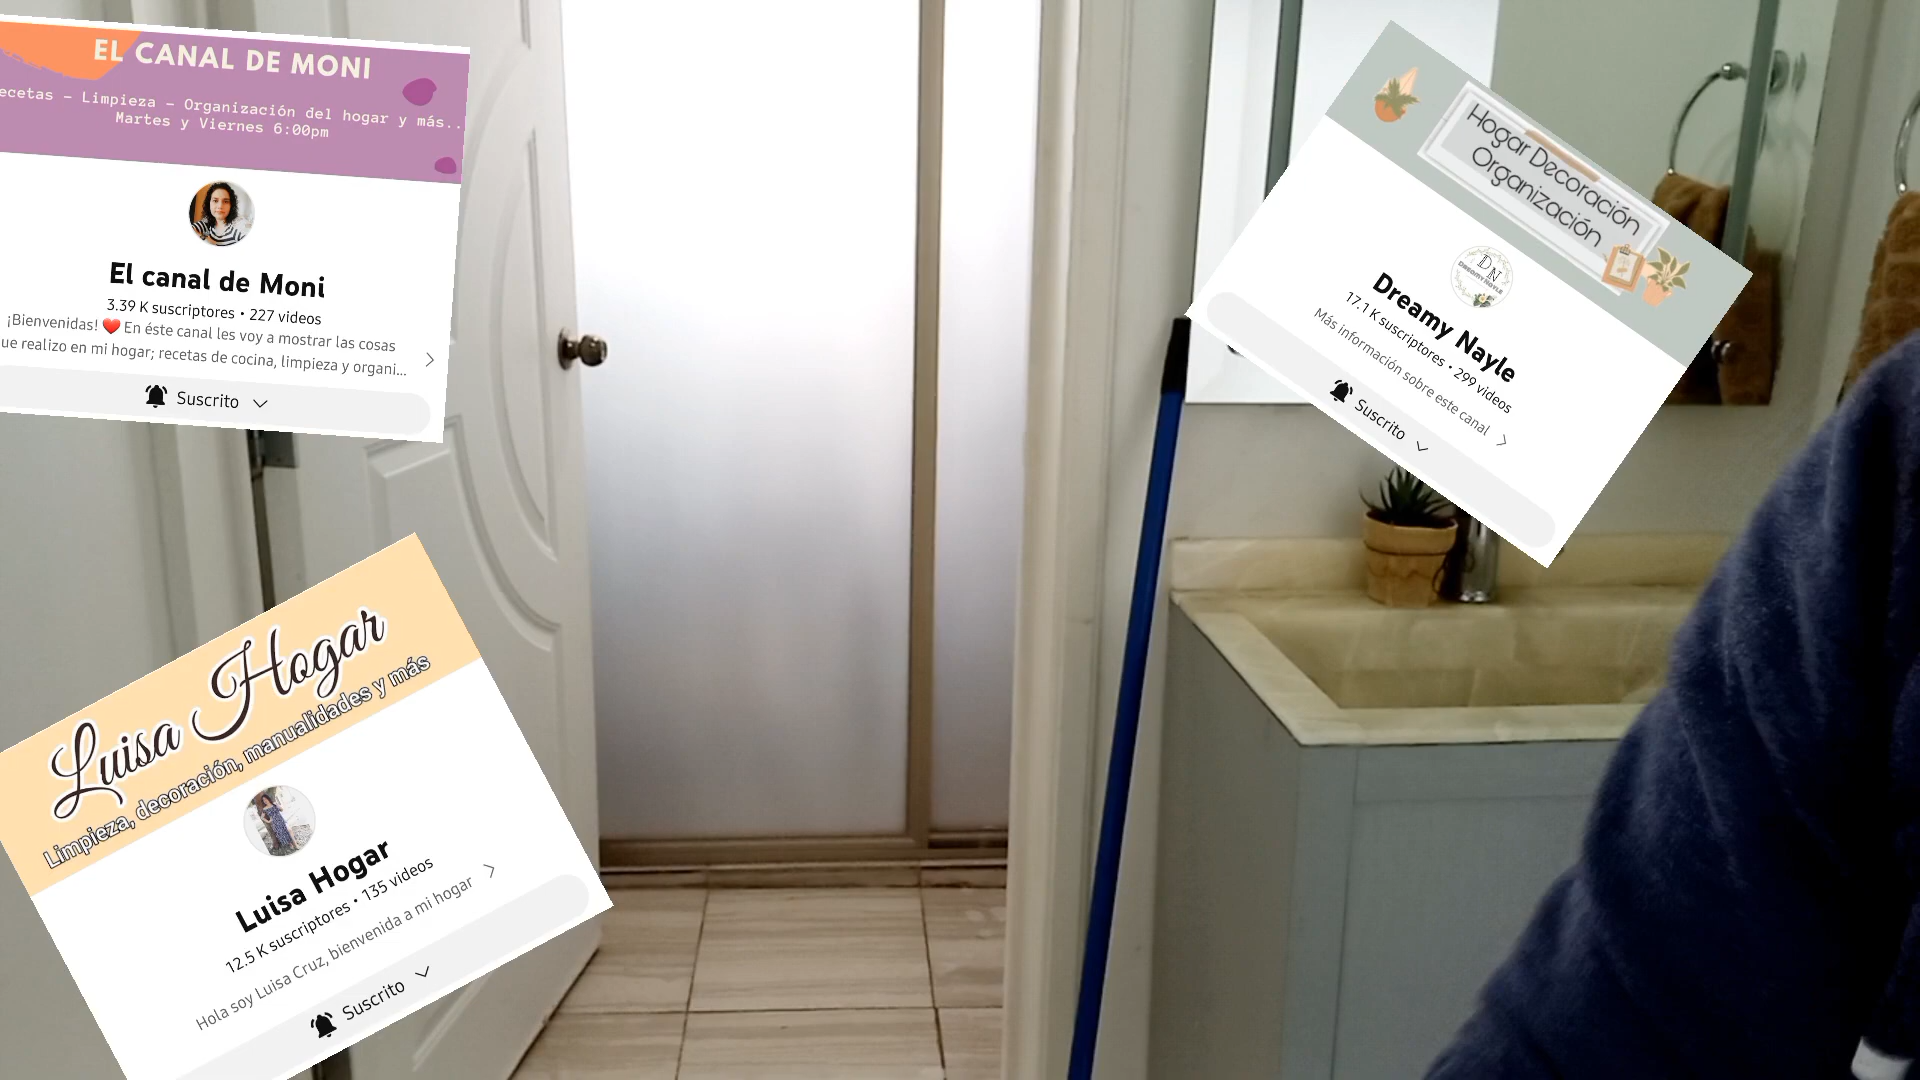 EL CANAL DE MONI
ecetas - Limpieza - Organización del hogar y más..
Martes y Viernes 6:00pm
El canal de Moni
3.39 K suscriptores • 227 videos
¡Bienvenidas! ❤️ En éste canal les voy a mostrar las cosas
ue realizo en mi hogar; recetas de cocina, limpieza y organi...
Suscrito
Hogar Decoración
Organización
DN
DREAMY NAYLE
Dreamy Nayle
17.1 K suscriptores • 299 videos
Más información sobre este canal
Suscrito
Luisa Hogar
Limpieza, decoración, manualidades y más
Luisa Hogar
12.5 K suscriptores • 135 videos
Hola soy Luisa Cruz, bienvenida a mi hogar
Suscrito